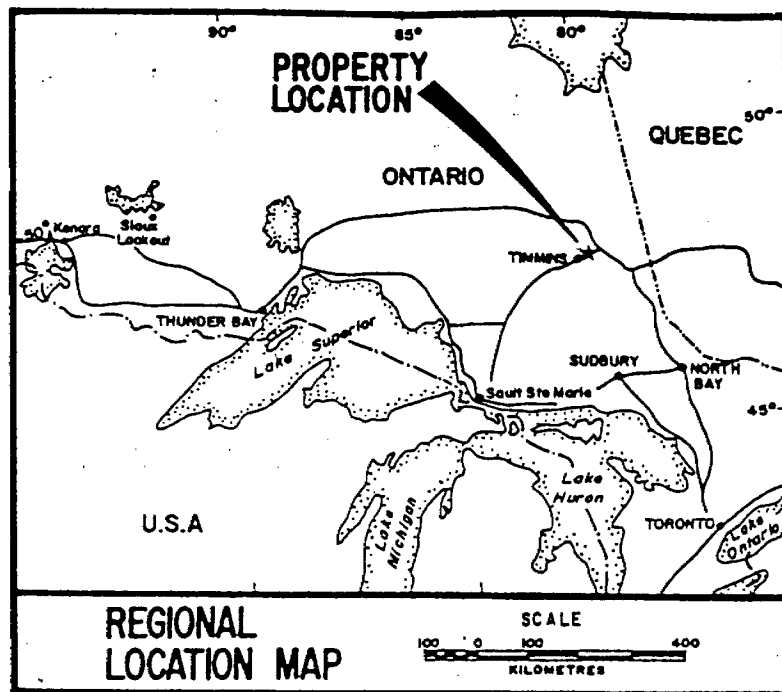 90°
85°
80°
PROPERTY
LOCATION
50°
QUEBEC
ONTARIO
50°
Kenora
Sioux
Lookout
TIMMINS
THUNDER BAY
Lake Superior
SUDBURY
NORTH
BAY
Sault Ste Marie
45°
Lake
Huron
U.S.A
Lake
Michigan
TORONTO
Lake
Ontario
REGIONAL
LOCATION MAP
SCALE
100 0 100 400
KILOMETRES